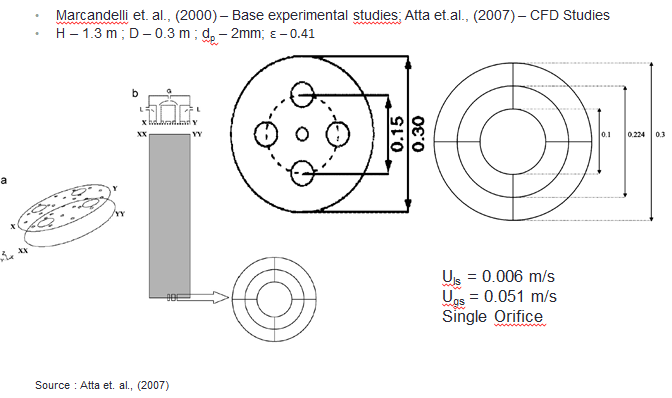 • Marcandelli et. al., (2000) – Base experimental studies; Atta et.al., (2007) – CFD Studies
• H – 1.3 m ; D – 0.3 m ; dp – 2mm; ε – 0.41
b
G
L
L
X
Y
XX
YY
a
Y
YY
X
XX
0.15
0.30
0.1
0.224
0.3
Uls = 0.006 m/s
Ugs = 0.051 m/s
Single Orifice
Source : Atta et. al., (2007)